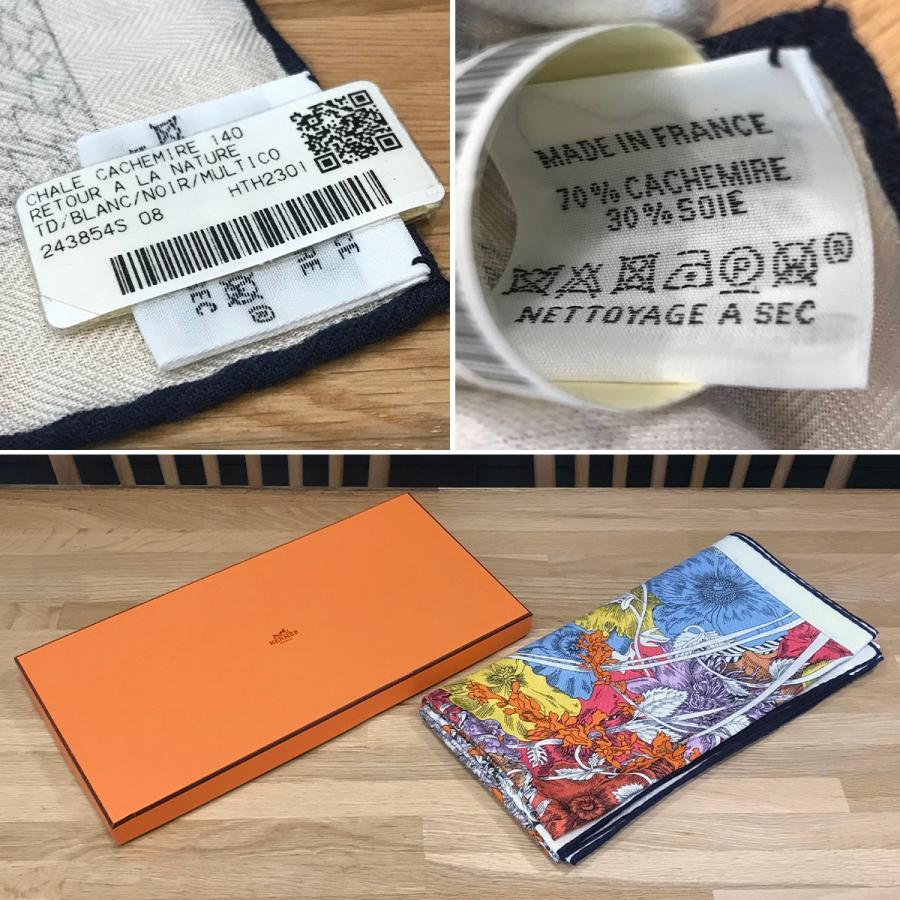 CHALE CACHEMIRE 140
RETOUR A LA NATURE
TD/BLANC/NOIR/MULTICO
243854S 08 HTH2301
MADE IN FRANCE
70% CACHEMIRE
30% SOIE
®
NETTOYAGE A SEC
HERMES